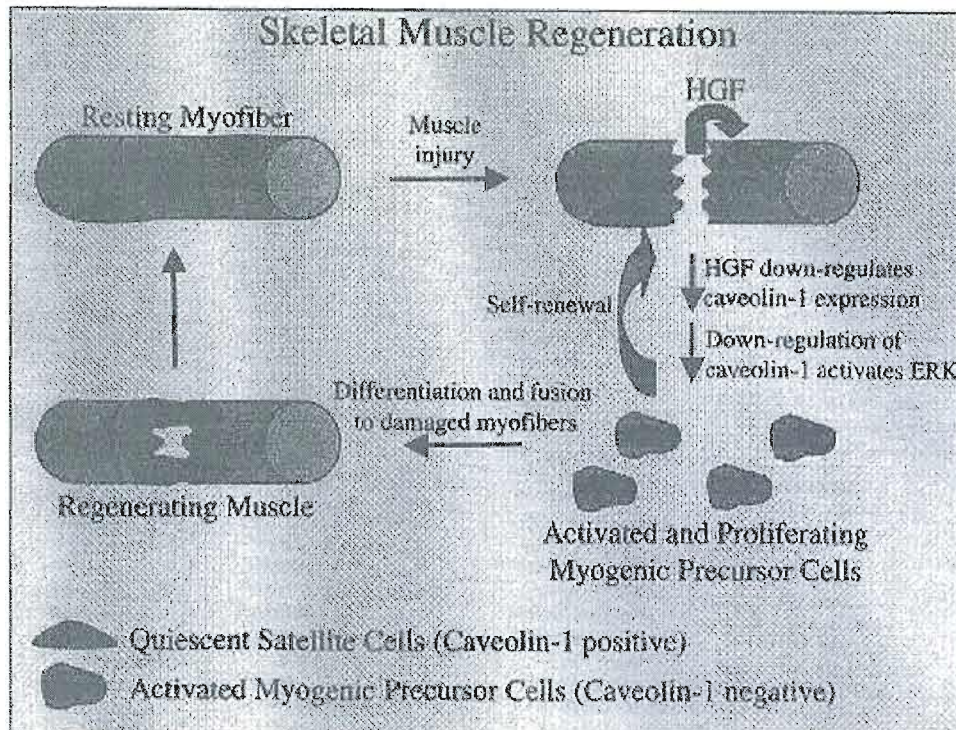 Skeletal Muscle Regeneration
HGF
Resting Myofiber
Muscle
injury
HGF down-regulates
caveolin-1 expression
Self-renewal
Down-regulation of
caveolin-1 activates ERK
Differentiation and fusion
to damaged myofibers
Regenerating Muscle
Activated and Proliferating
Myogenic Precursor Cells
Quiescent Satellite Cells (Caveolin-1 positive)
Activated Myogenic Precursor Cells (Caveolin-1 negative)